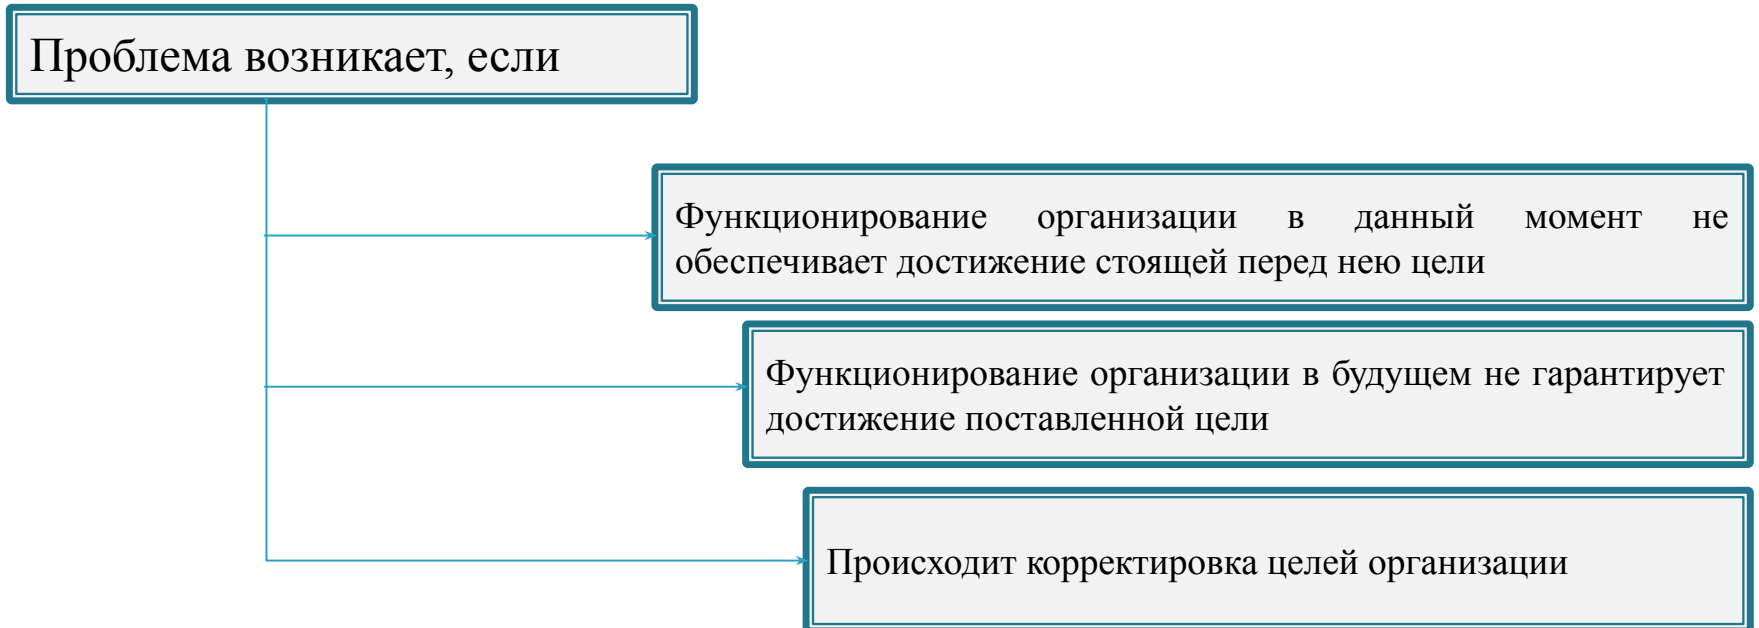 Проблема возникает, если
Функционирование организации в данный момент не
обеспечивает достижение стоящей перед нею цели
Функционирование организации в будущем не гарантирует
достижение поставленной цели
Происходит корректировка целей организации